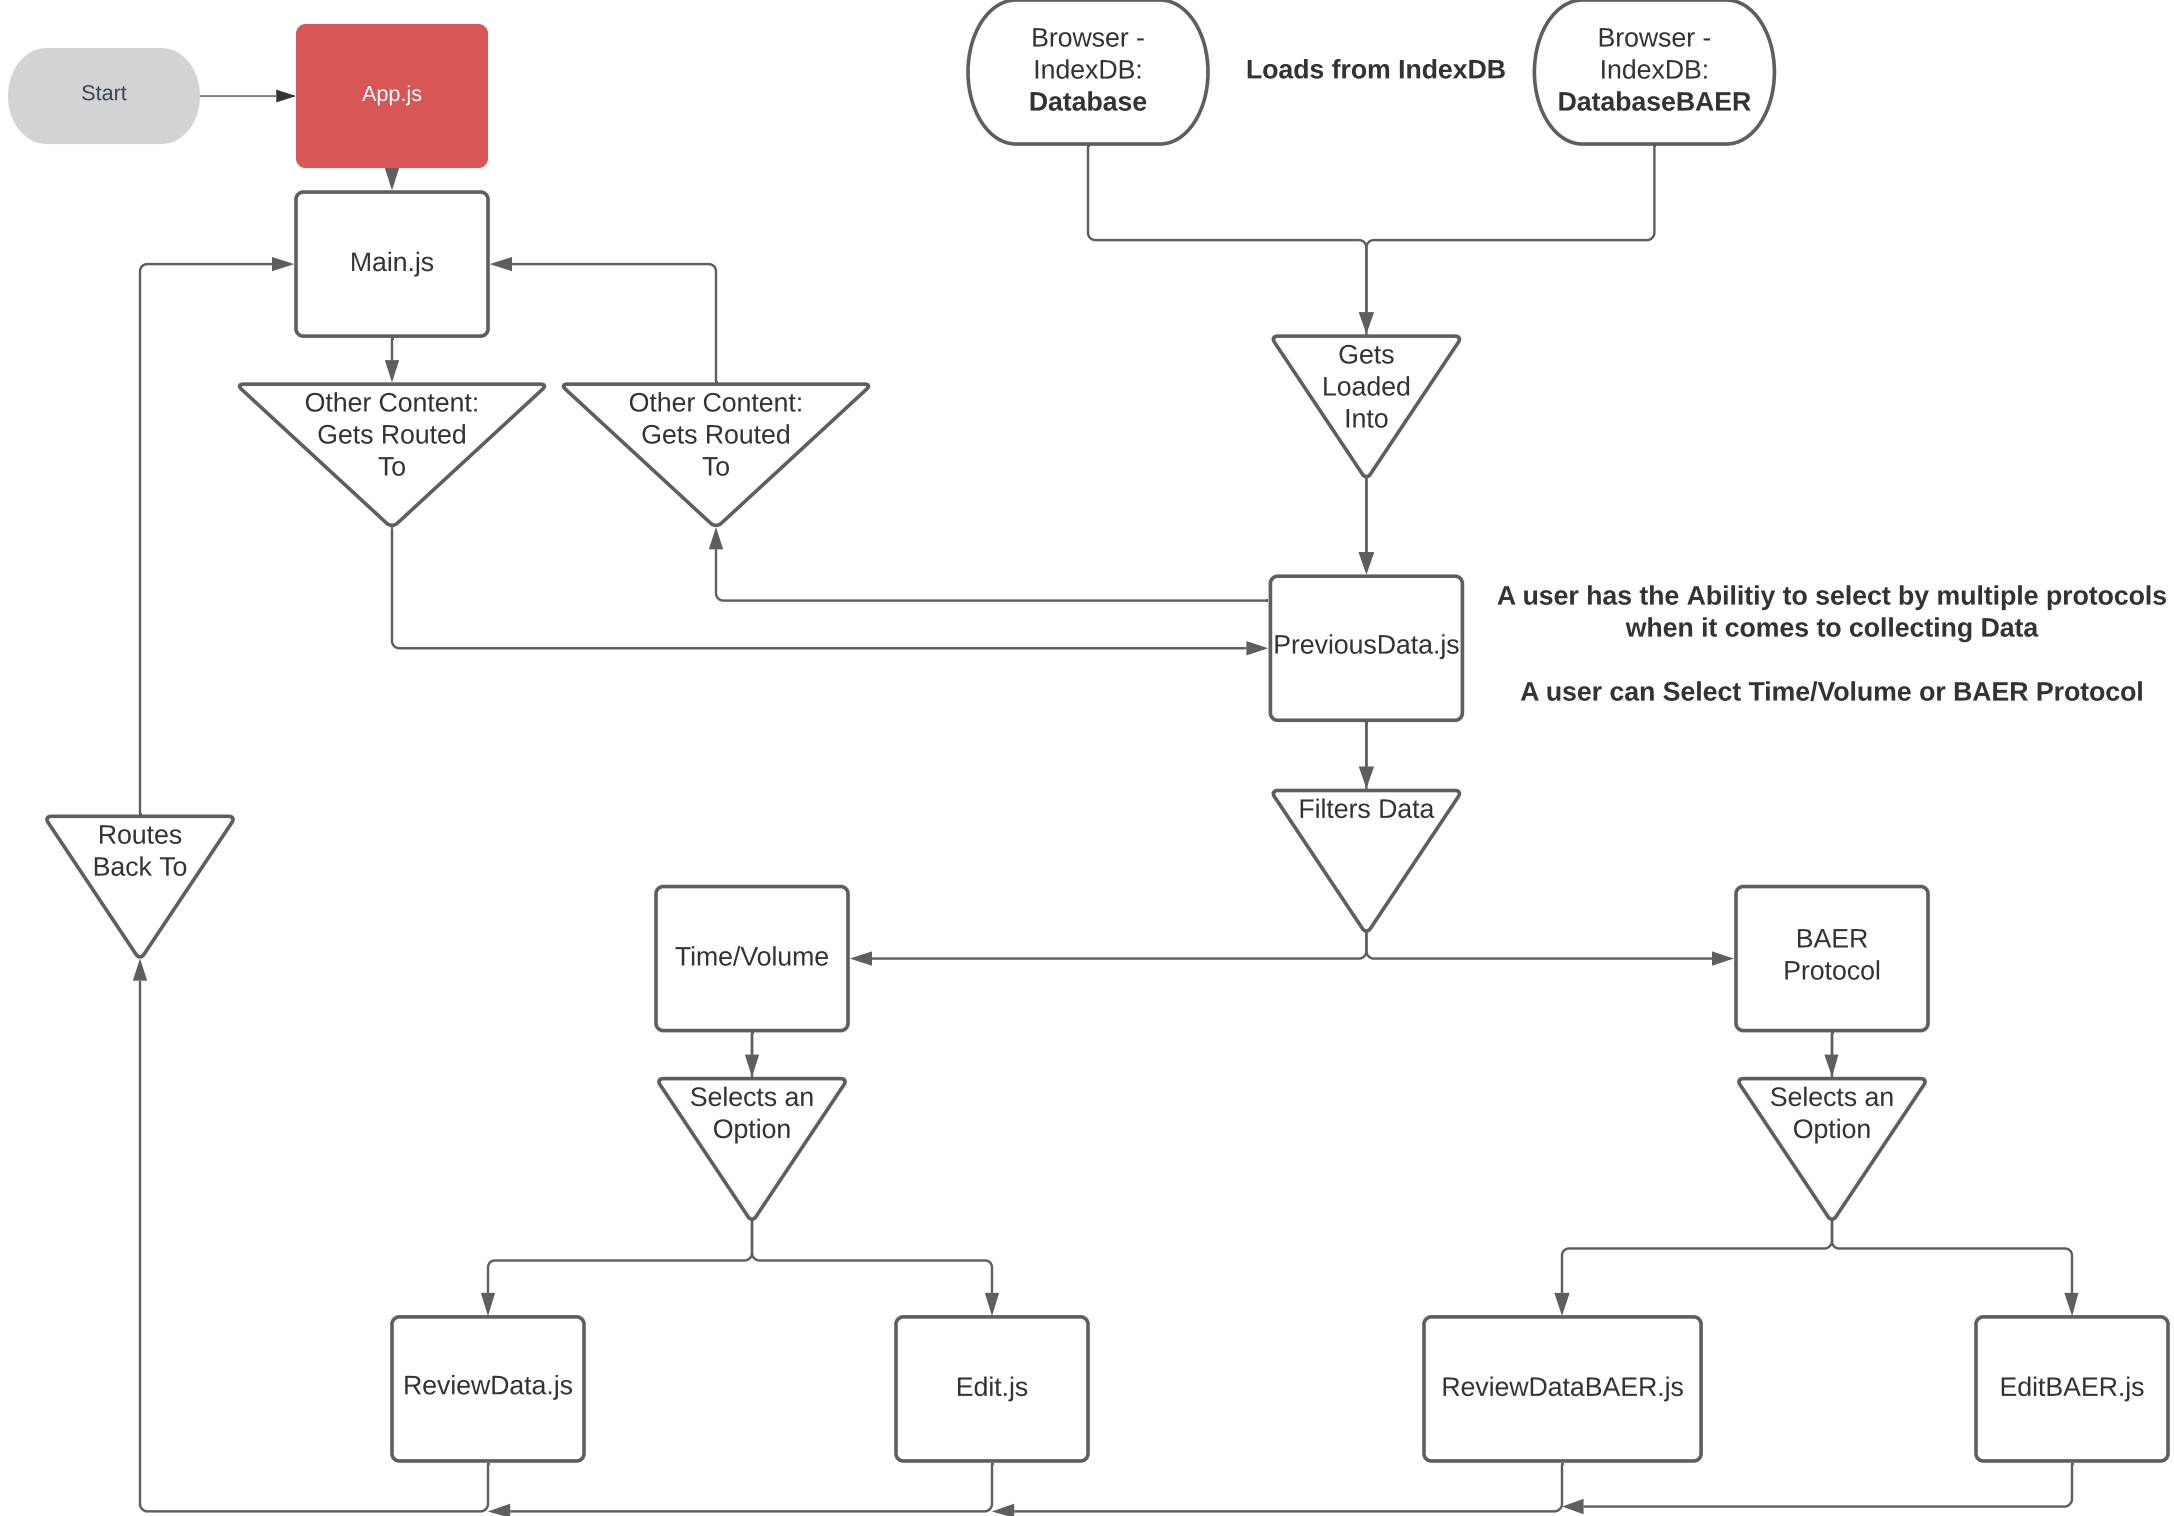 Start
App.js
Browser -
IndexDB:
Database
Loads from IndexDB
Browser -
IndexDB:
DatabaseBAER
Main.js
Other Content:
Gets Routed
To
Other Content:
Gets Routed
To
Gets
Loaded
Into
PreviousData.js
A user has the Abilitiy to select by multiple protocols
when it comes to collecting Data
A user can Select Time/Volume or BAER Protocol
Filters Data
Routes
Back To
Time/Volume
BAER
Protocol
Selects an
Option
Selects an
Option
ReviewData.js
Edit.js
ReviewDataBAER.js
EditBAER.js